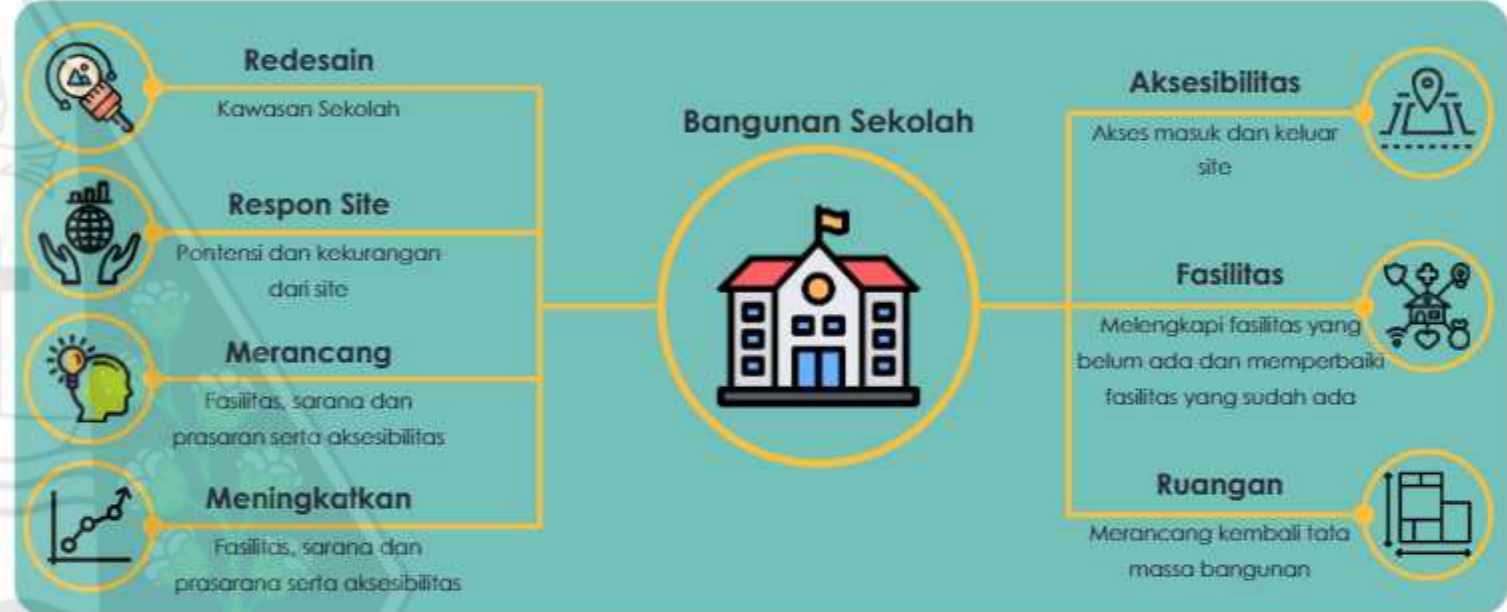 Redesain
Kawasan Sekolah
Respon Site
Pontensi dan kekurangan
dari site
Merancang
Fasilitas, sarana dan
prasaran serta aksesibilitas
Meningkatkan
Fasilitas, sarana dan
prasarana serta aksesibilitas
Bangunan Sekolah
Aksesibilitas
Akses masuk dan keluar
site
Fasilitas
Melengkapi fasilitas yang
belum ada dan memperbaiki
fasilitas yang sudah ada
Ruangan
Merancang kembali tata
massa bangunan